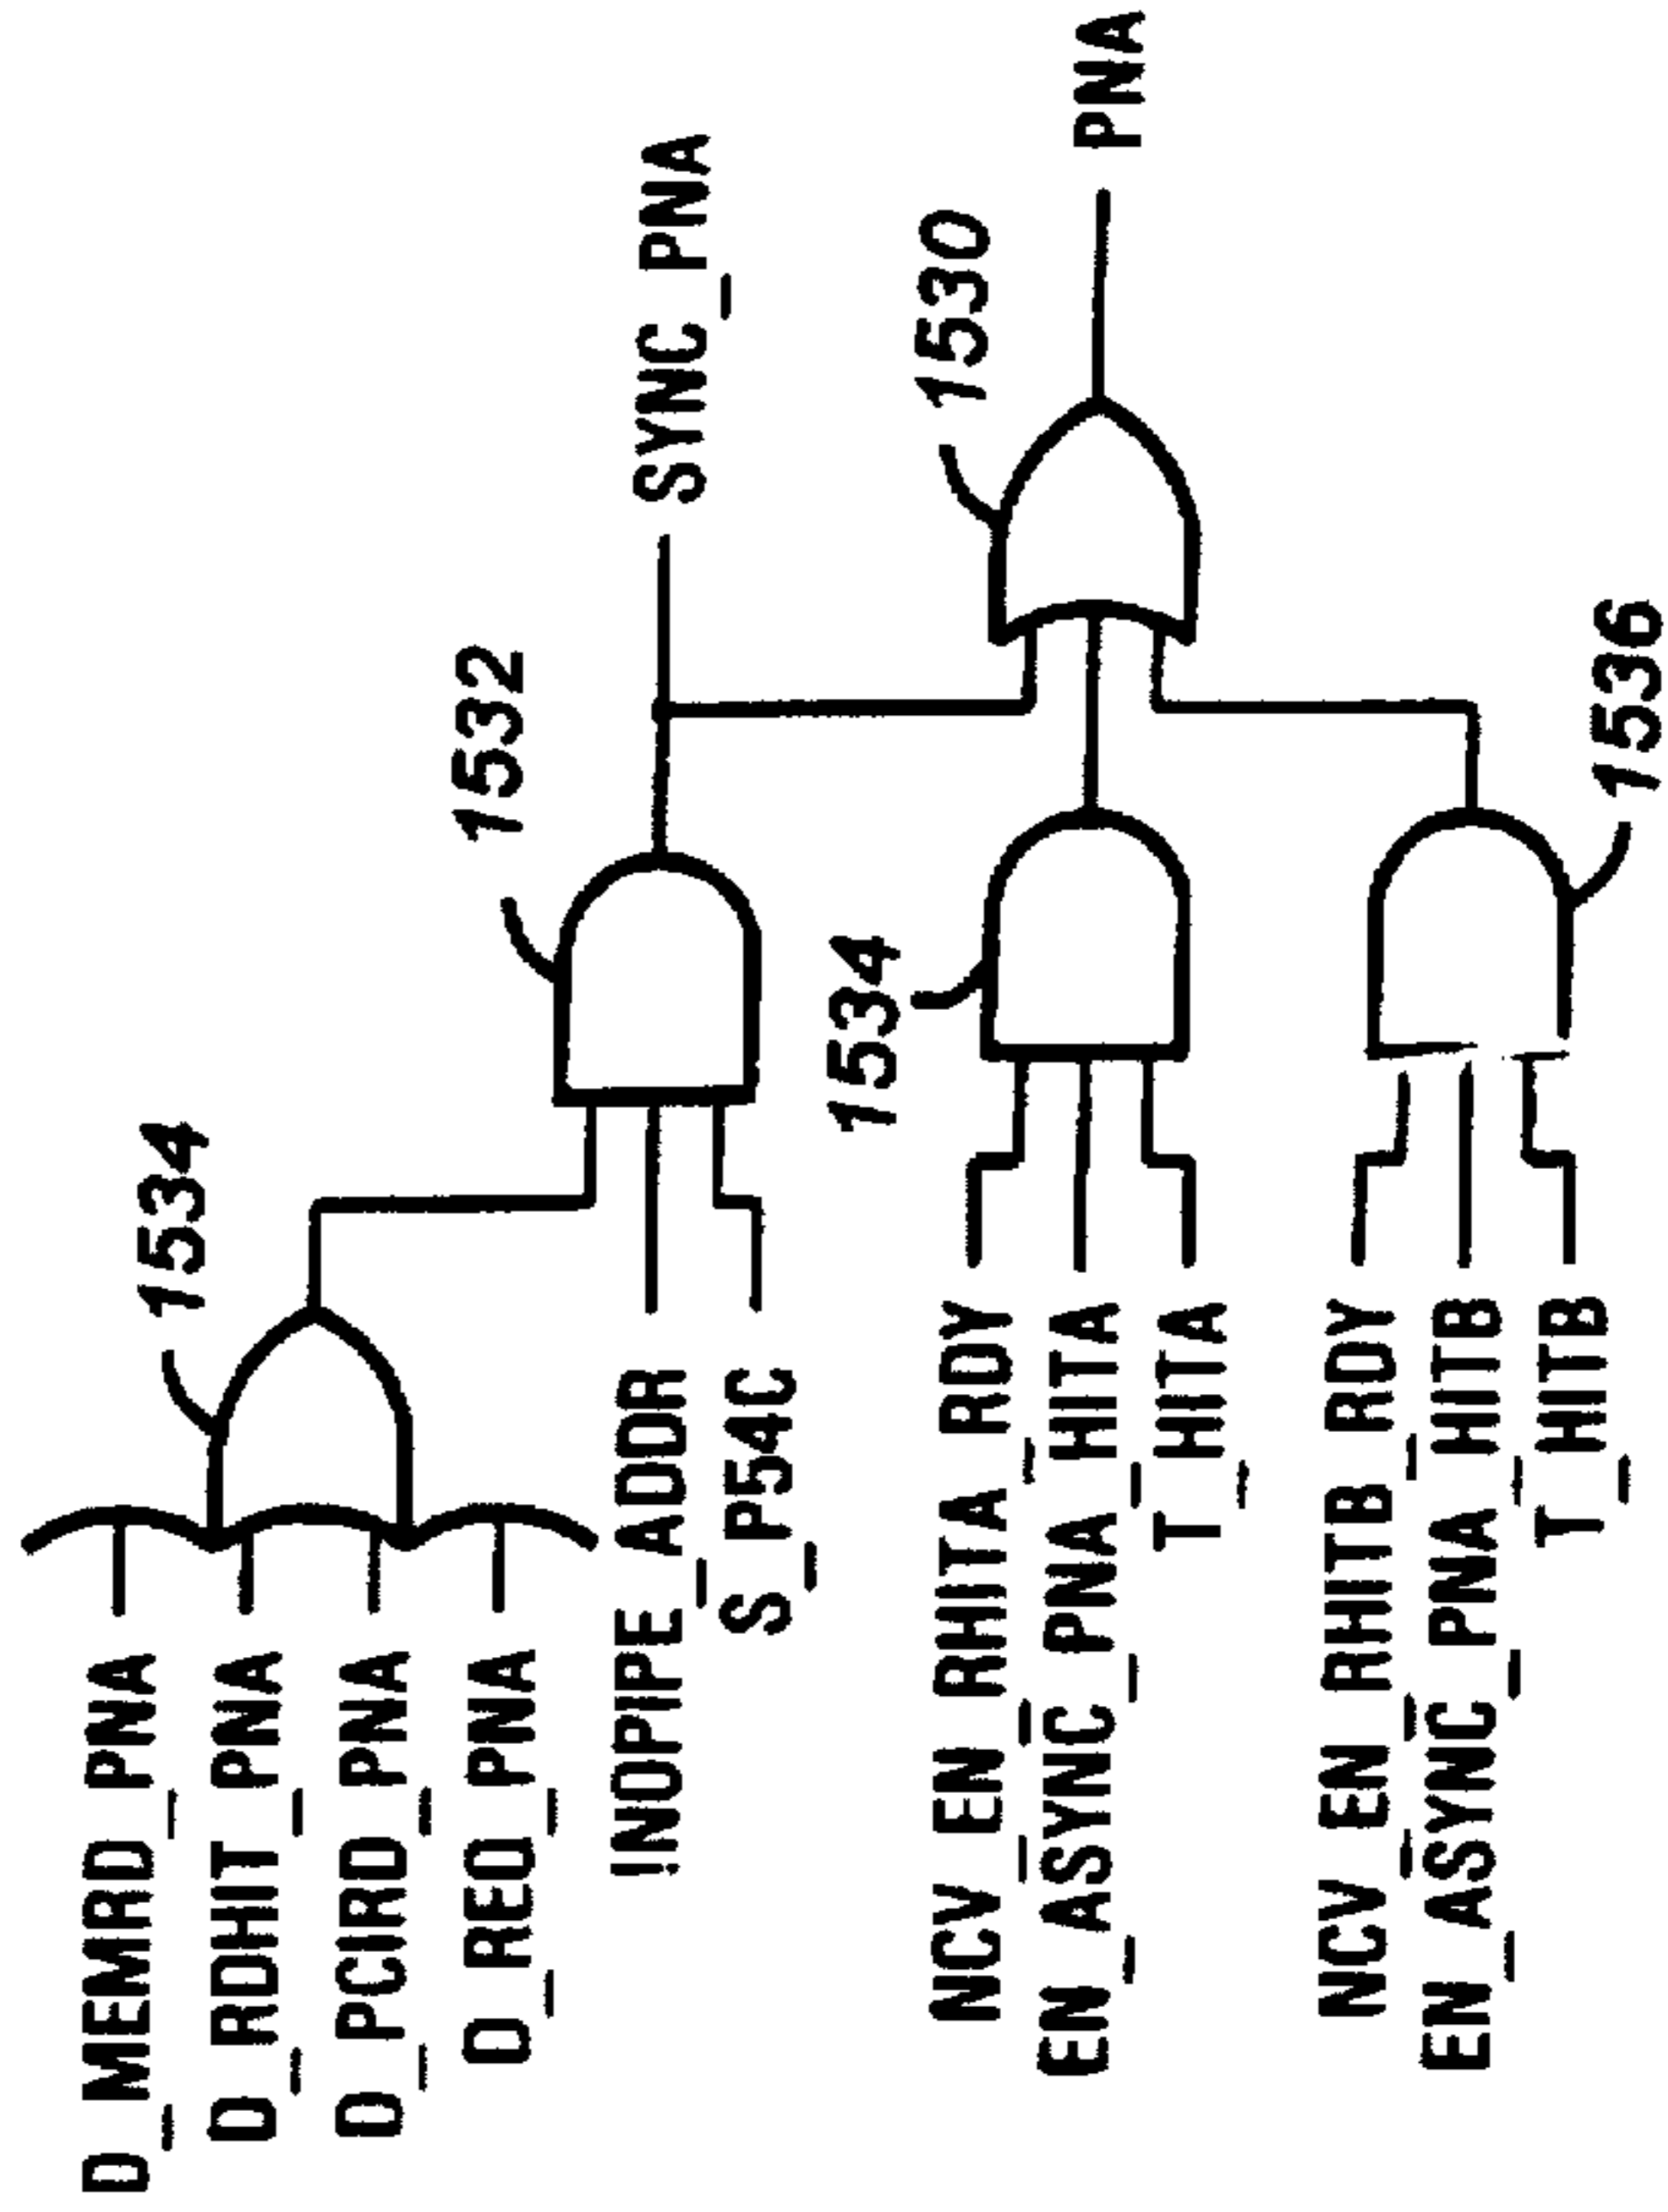 D_MEMRD_PNA
D_RDHIT_PNA
D_PCIRD_PNA
D_REQ_PNA
1534
!NOPIPE_ADDR
S_P54C
1532
SYNC_PNA
NCV_EN_RHITA_RDY
EN_ASYNC_PNA_HITA
T_HITA
1534
1530
PNA
NCV_EN_RHITB_RDY
EN_ASYNC_PNA_HITB
T_HITB
1536